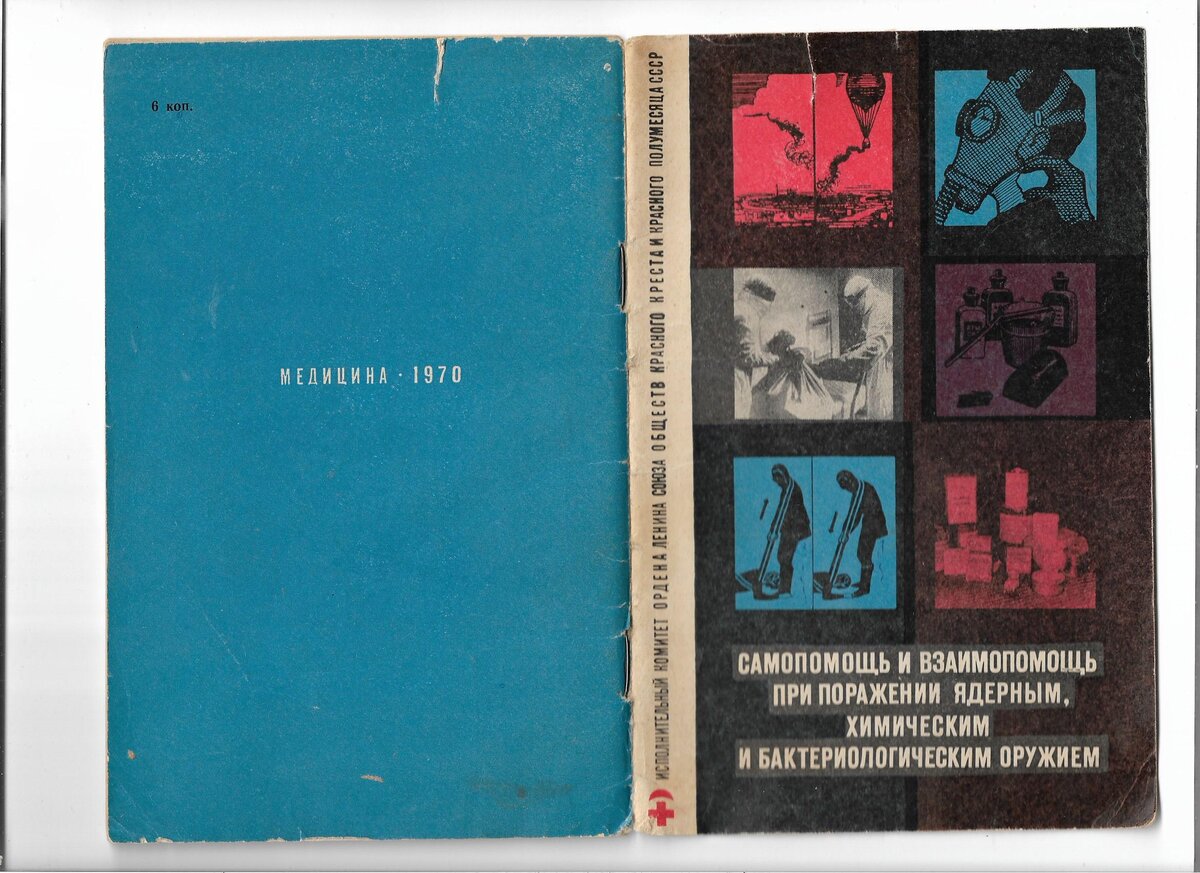 6 коп.
МЕДИЦИНА · 1970
ИСПОЛНИТЕЛЬНЫЙ КОМИТЕТ ОРДЕНА ЛЕНИНА СОЮЗА ОБЩЕСТВ КРАСНОГО КРЕСТА И КРАСНОГО ПОЛУМЕСЯЦА СССР
САМОПОМОЩЬ И ВЗАИМОПОМОЩЬ
ПРИ ПОРАЖЕНИИ ЯДЕРНЫМ,
ХИМИЧЕСКИМ
И БАКТЕРИОЛОГИЧЕСКИМ ОРУЖИЕМ